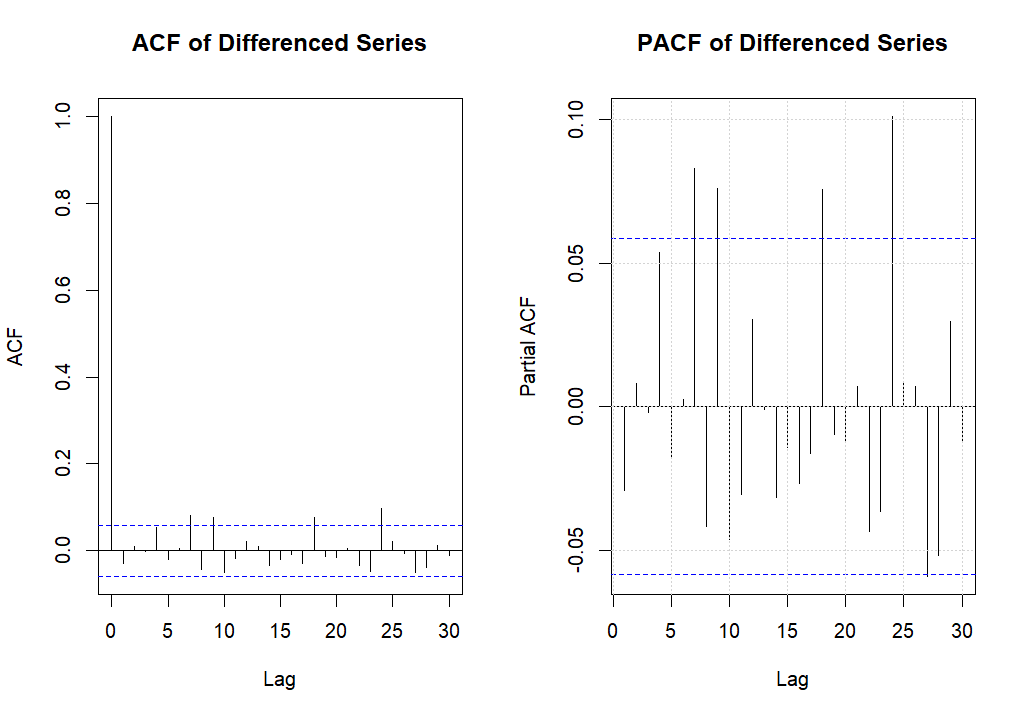 ACF of Differenced Series
ACF
1.0
0.8
0.6
0.4
0.2
0.0
0 5 10 15 20 25 30
Lag
PACF of Differenced Series
Partial ACF
0.10
0.05
0.00
-0.05
0 5 10 15 20 25 30
Lag